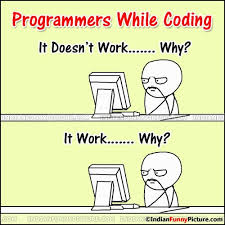 Programmers While Coding
It Doesn't Work....... Why?
It Work....... Why?
©IndianFunnyPicture.com